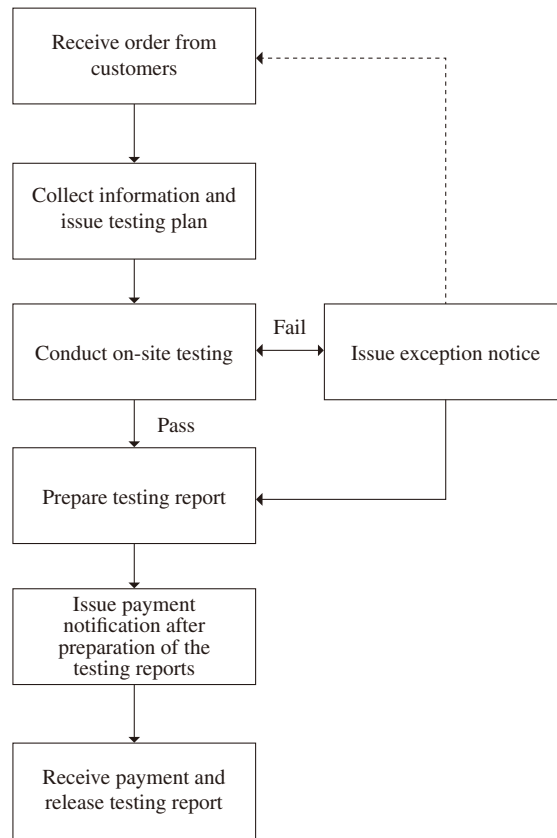 Receive order from
customers
Collect information and
issue testing plan
Conduct on-site testing
Fail
Issue exception notice
Pass
Prepare testing report
Issue payment
notification after
preparation of the
testing reports
Receive payment and
release testing report